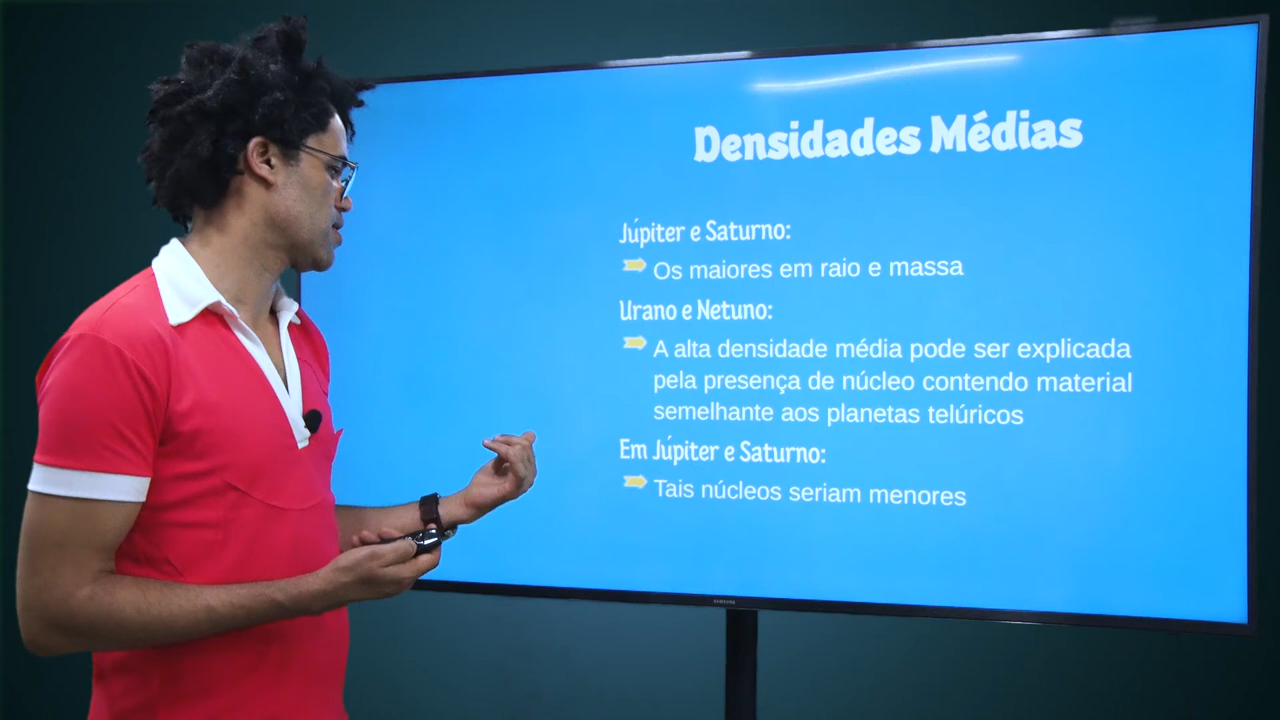 Densidades Médias
Júpiter e Saturno:
Os maiores em raio e massa
Urano e Netuno:
A alta densidade média pode ser explicada
pela presença de núcleo contendo material
semelhante aos planetas telúricos
Em Júpiter e Saturno:
Tais núcleos seriam menores
SAMSUNG